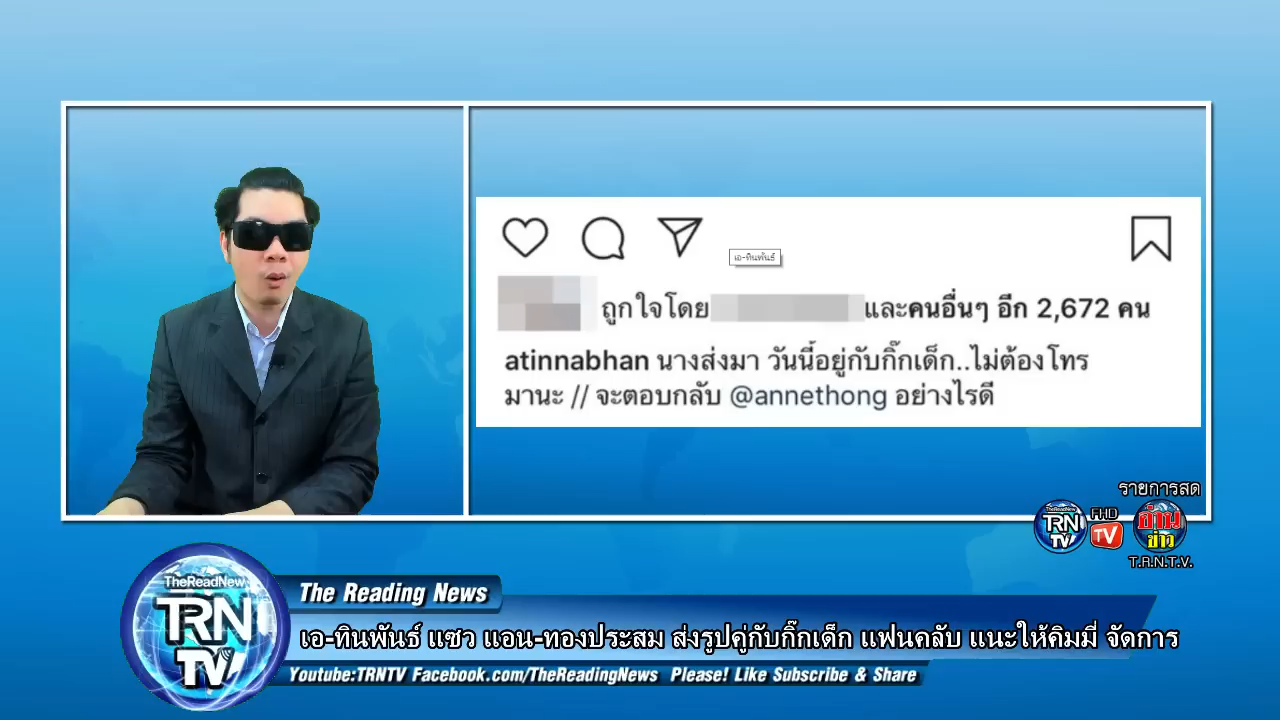 เอ-ทินพันธ์
ถูกใจโดย และคนอื่นๆ อีก 2,672 คน
atinnabhan นางส่งมา วันนี้อยู่กับกิ๊กเด็ก..ไม่ต้องโทร
มานะ // จะตอบกลับ @annethong อย่างไรดี
รายการสด
TheReadNew
TRN
TV
FHD
TV
อ่าน
ข่าว
T.R.N.T.V.
TheReadNew
TRN
TV
The Reading News
เอ-ทินพันธ์ แซว แอน-ทองประสม ส่งรูปคู่กับกิ๊กเด็ก แฟนคลับ แนะให้คิมมี่ จัดการ
Youtube:TRNTV Facebook.com/TheReadingNews Please! Like Subscribe & Share